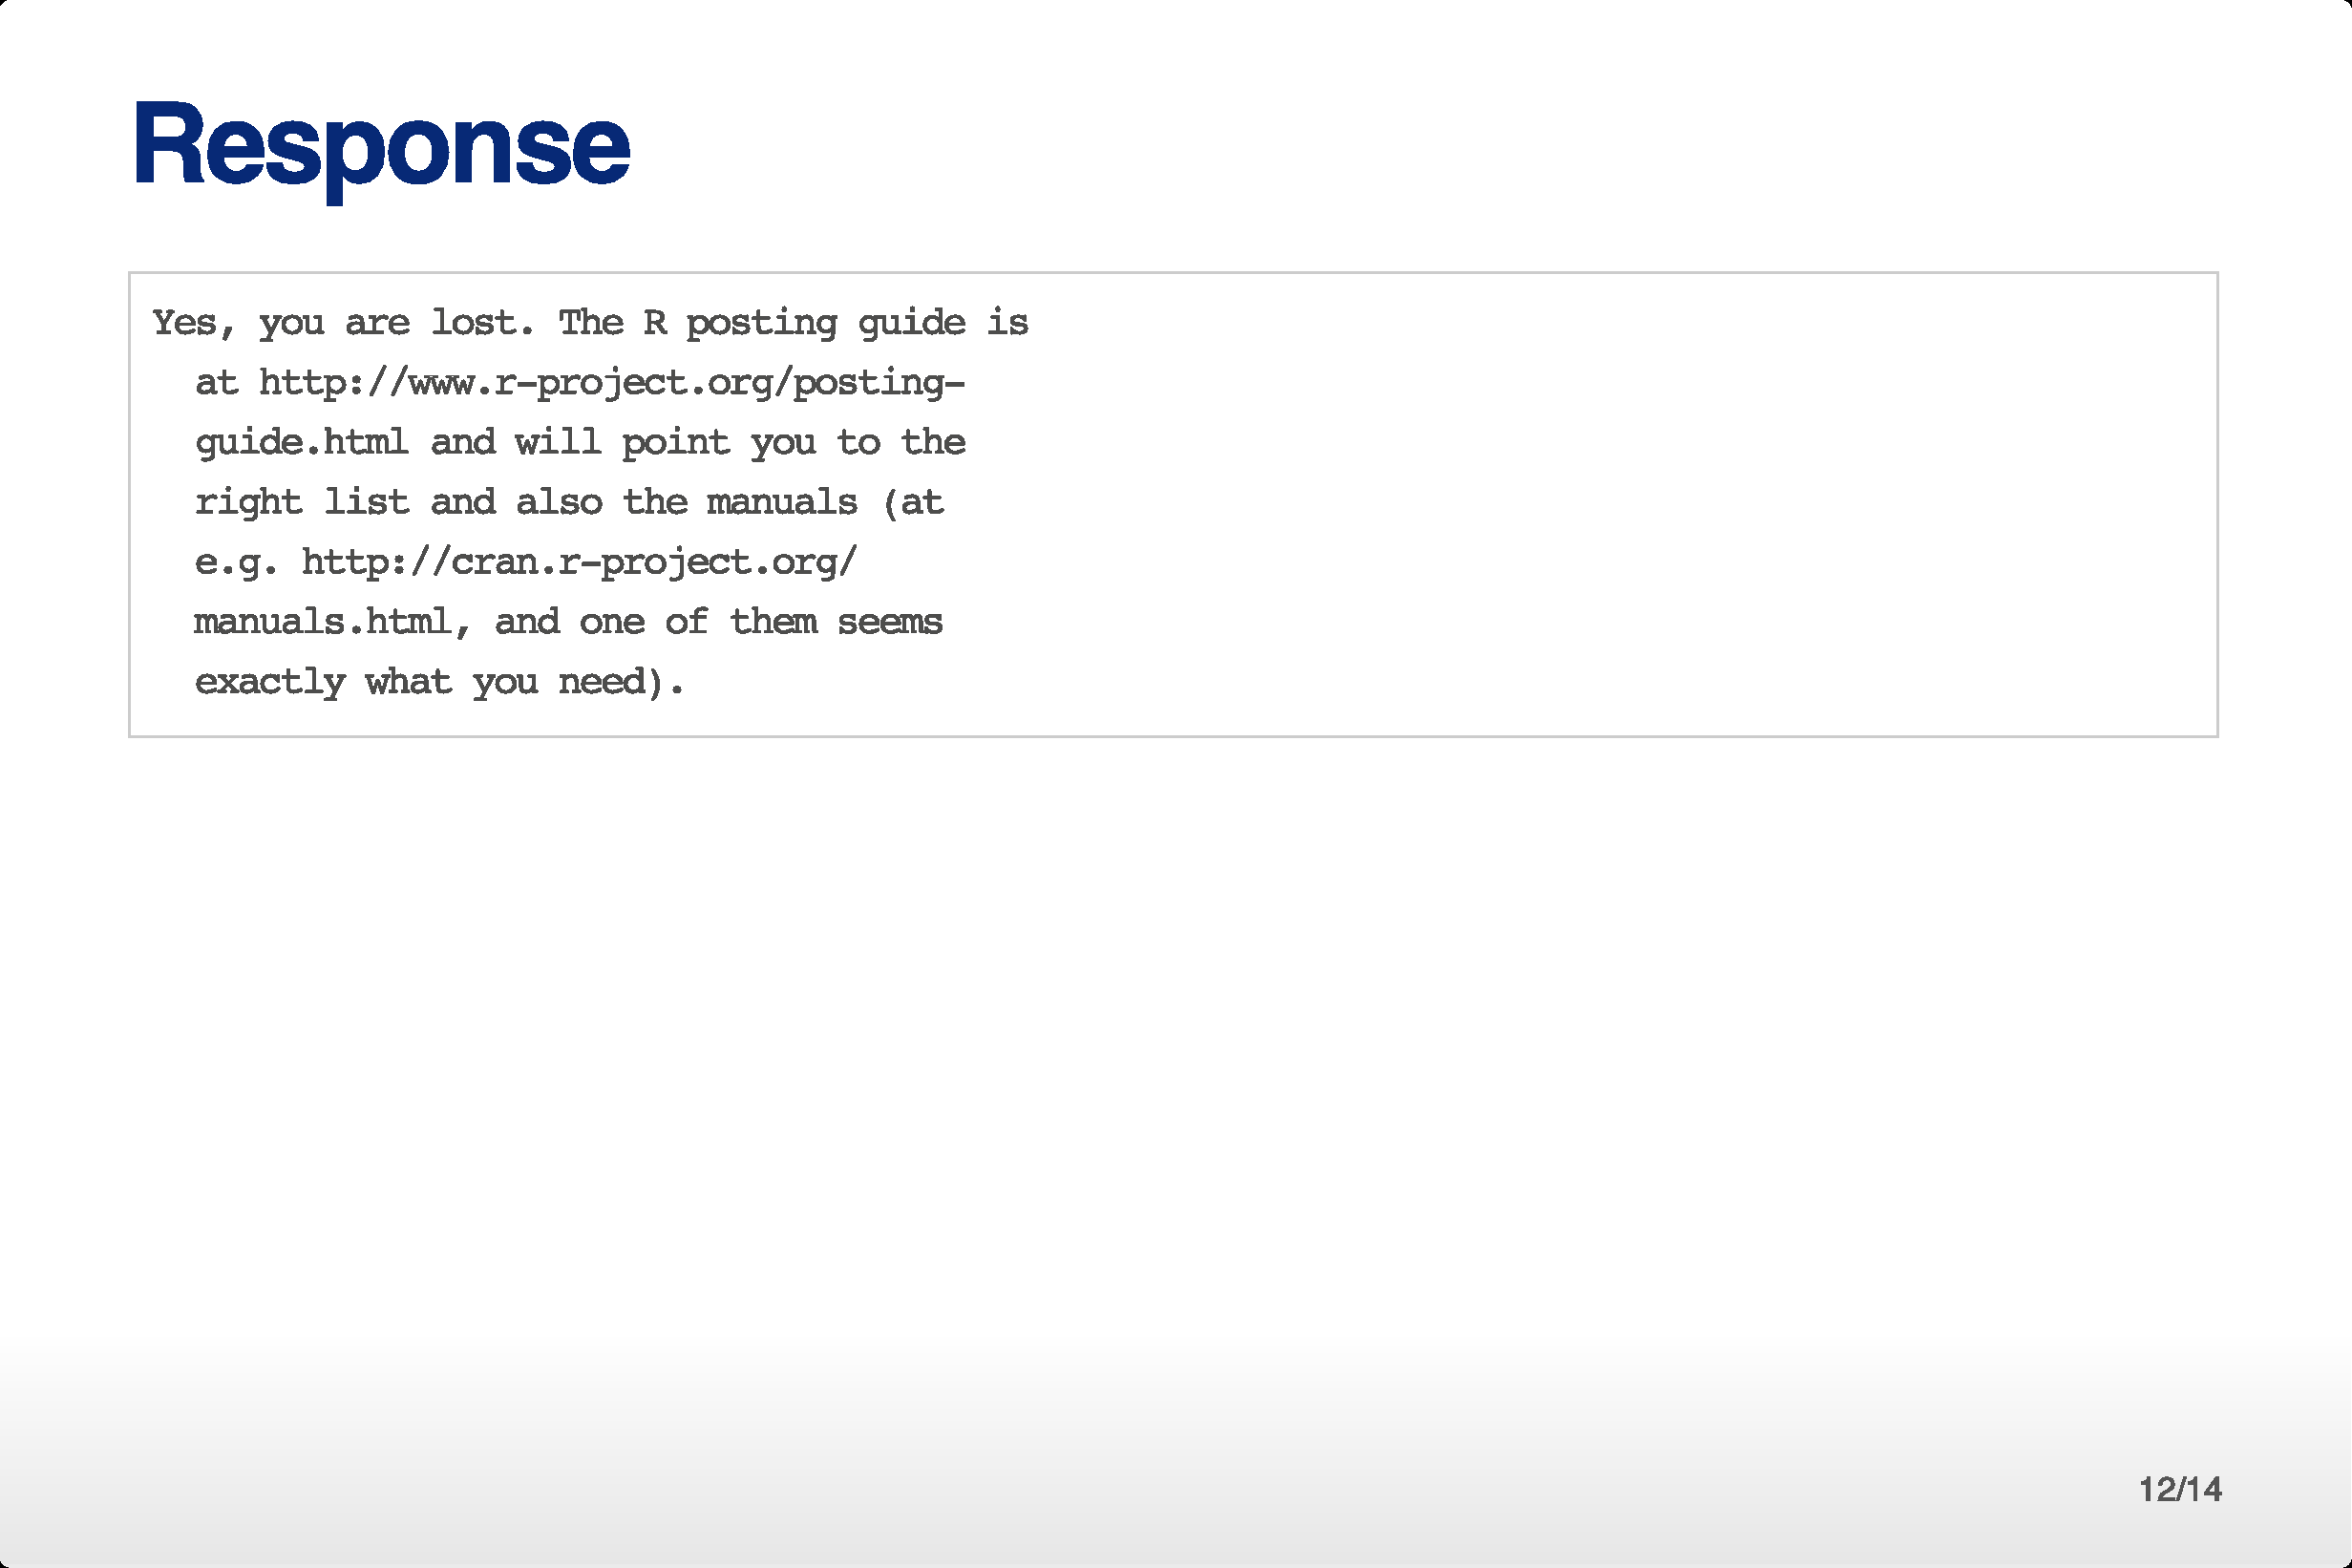 Response
Yes, you are lost. The R posting guide is
at http://www.r-project.org/posting-
guide.html and will point you to the
right list and also the manuals (at
e.g. http://cran.r-project.org/
manuals.html, and one of them seems
exactly what you need).
12/14